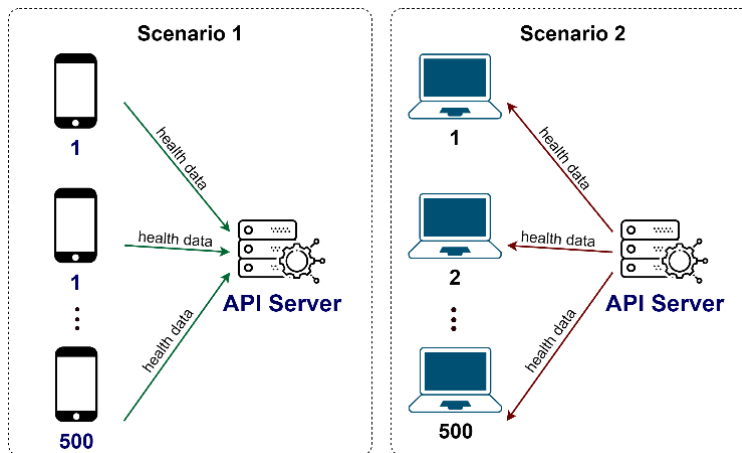 Scenario 1
1
health data
1
health data
health data
API Server
500
Scenario 2
1
health data
2
health data
health data
API Server
500